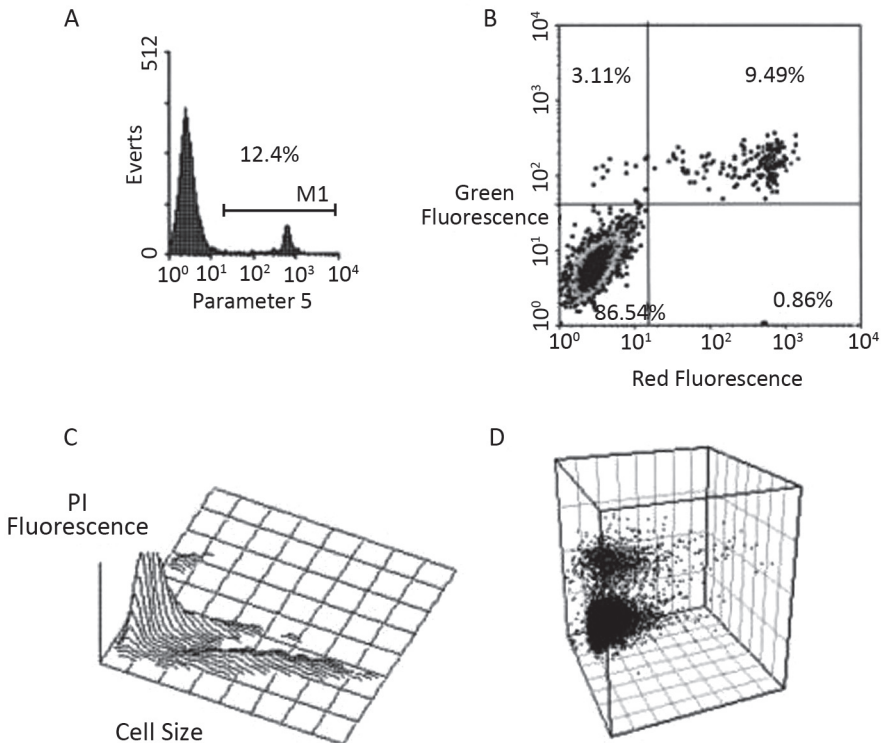 A
512
Everts
0
12.4%
M1
10⁰ 10¹ 10² 10³ 10⁴
Parameter 5
B
10⁴
10³
10²
10¹
10⁰
Green
Fluorescence
3.11%
9.49%
86.54%
0.86%
10⁰ 10¹ 10² 10³ 10⁴
Red Fluorescence
C
PI
Fluorescence
Cell Size
D